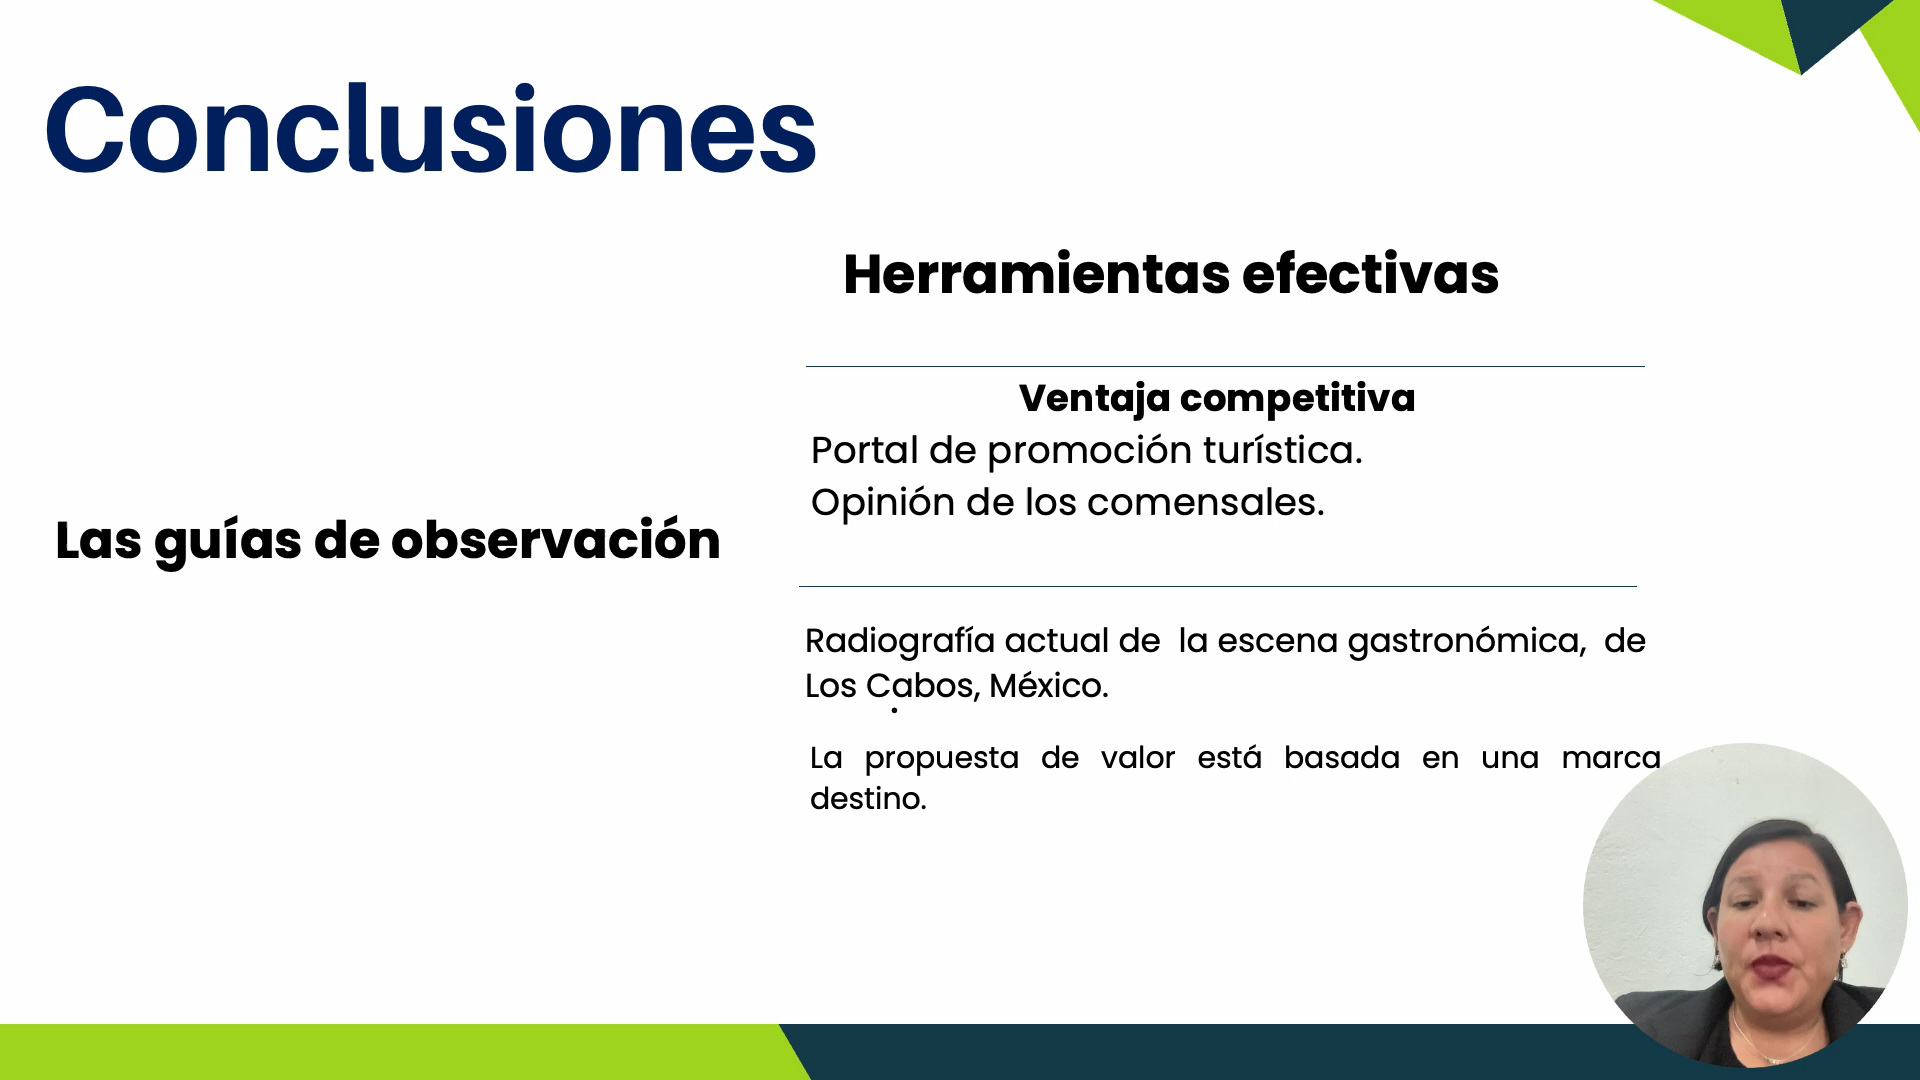 Conclusiones
Herramientas efectivas
Ventaja competitiva
Portal de promoción turística.
Opinión de los comensales.
Las guías de observación
Radiografía actual de la escena gastronómica, de
Los Cabos, México.
.
La propuesta de valor está basada en una marca
destino.